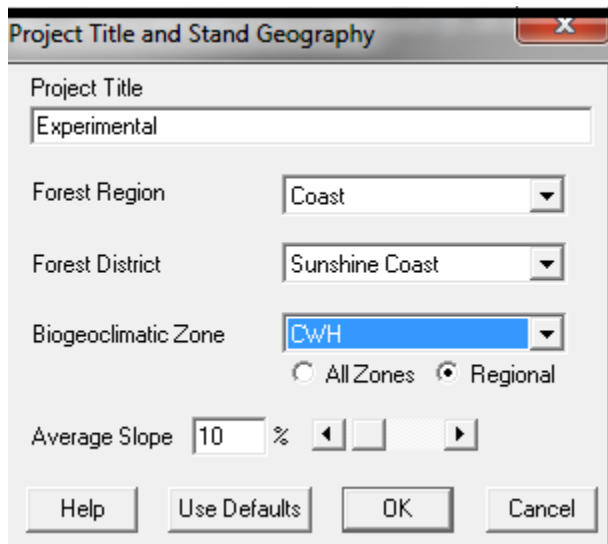 Project Title and Stand Geography
Project Title
Experimental
Forest Region Coast
Forest District Sunshine Coast
Biogeoclimatic Zone CWH
All Zones Regional
Average Slope 10 %
Help Use Defaults OK Cancel